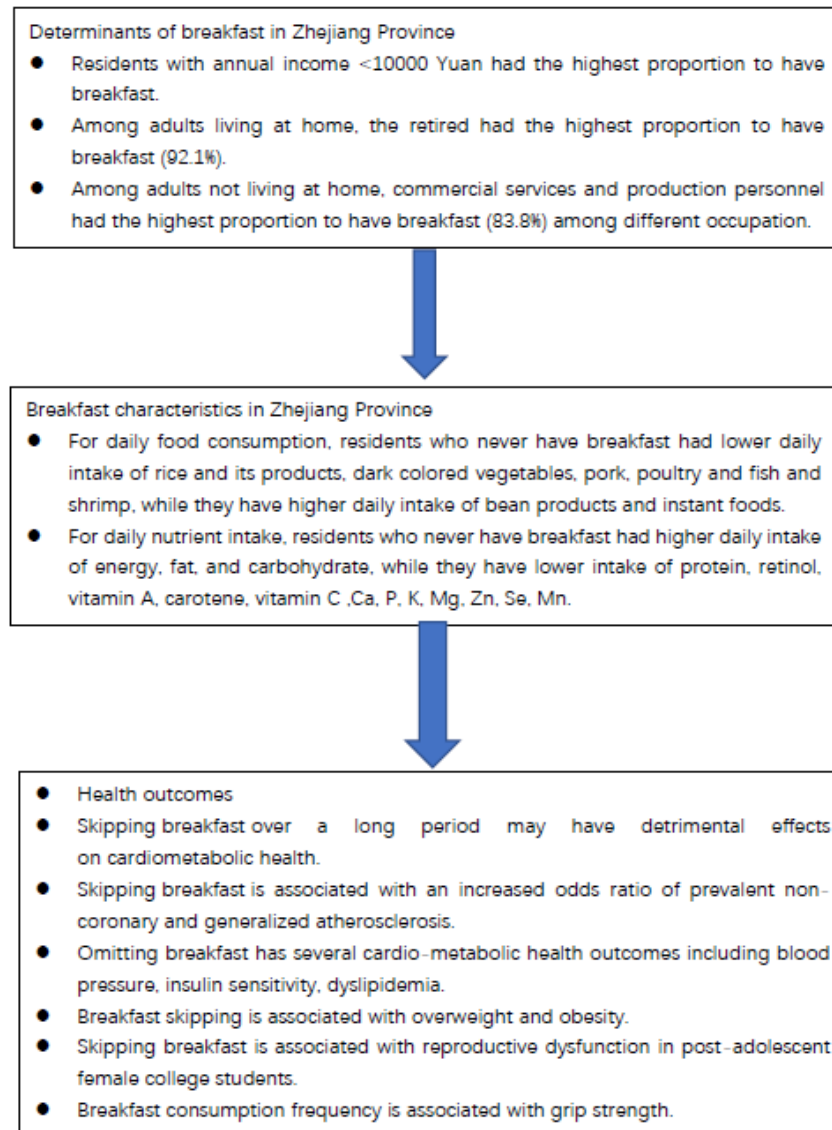 Determinants of breakfast in Zhejiang Province
● Residents with annual income <10000 Yuan had the highest proportion to have
breakfast.
● Among adults living at home, the retired had the highest proportion to have
breakfast (92.1%).
● Among adults not living at home, commercial services and production personnel
had the highest proportion to have breakfast (83.8%) among different occupation.
Breakfast characteristics in Zhejiang Province
● For daily food consumption, residents who never have breakfast had lower daily
intake of rice and its products, dark colored vegetables, pork, poultry and fish and
shrimp, while they have higher daily intake of bean products and instant foods.
● For daily nutrient intake, residents who never have breakfast had higher daily intake
of energy, fat, and carbohydrate, while they have lower intake of protein, retinol,
vitamin A, carotene, vitamin C ,Ca, P, K, Mg, Zn, Se, Mn.
● Health outcomes
● Skipping breakfast over a long period may have detrimental effects
on cardiometabolic health.
● Skipping breakfast is associated with an increased odds ratio of prevalent non-
coronary and generalized atherosclerosis.
● Omitting breakfast has several cardio-metabolic health outcomes including blood
pressure, insulin sensitivity, dyslipidemia.
● Breakfast skipping is associated with overweight and obesity.
● Skipping breakfast is associated with reproductive dysfunction in post-adolescent
female college students.
● Breakfast consumption frequency is associated with grip strength.